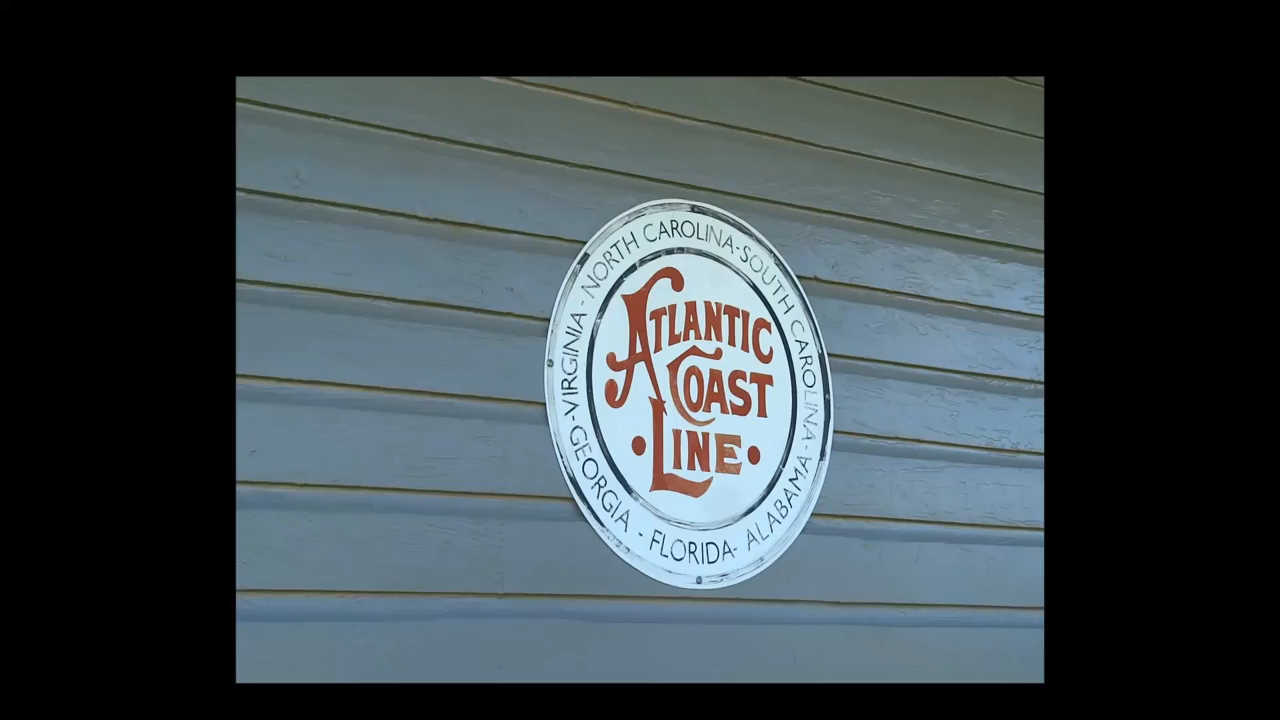 ATLANTIC
COAST
LINE
VIRGINIA - NORTH CAROLINA - SOUTH CAROLINA - ALABAMA - FLORIDA - GEORGIA -